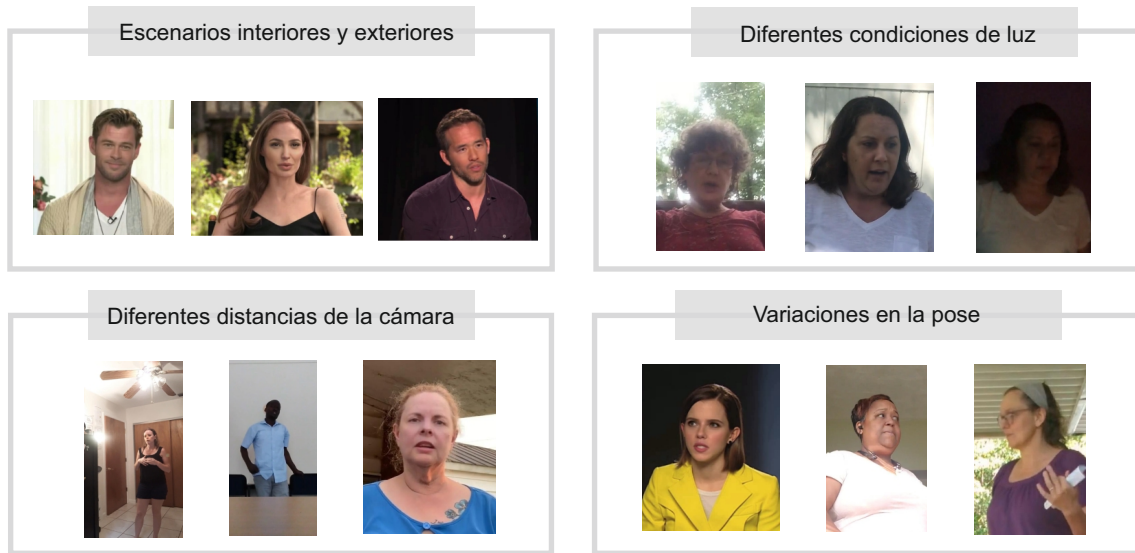 Escenarios interiores y exteriores
Diferentes condiciones de luz
Diferentes distancias de la cámara
Variaciones en la pose